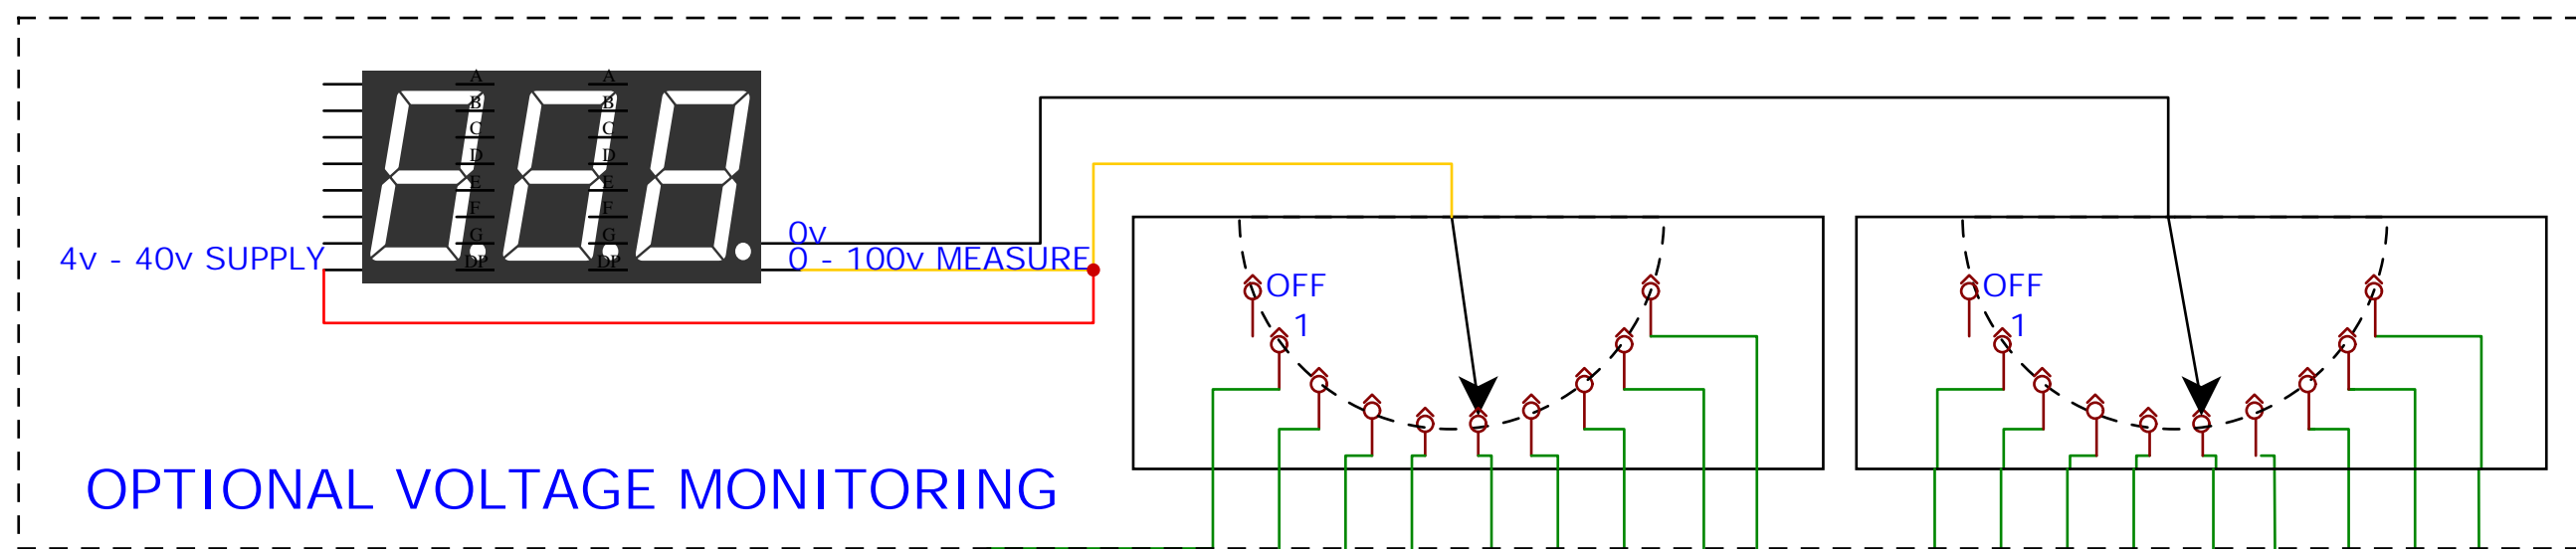 A A
B B
C C
D D
E E
F F
G G
DP DP
0v
4v - 40v SUPPLY
0 - 100v MEASURE
OFF
1
OFF
1
OPTIONAL VOLTAGE MONITORING